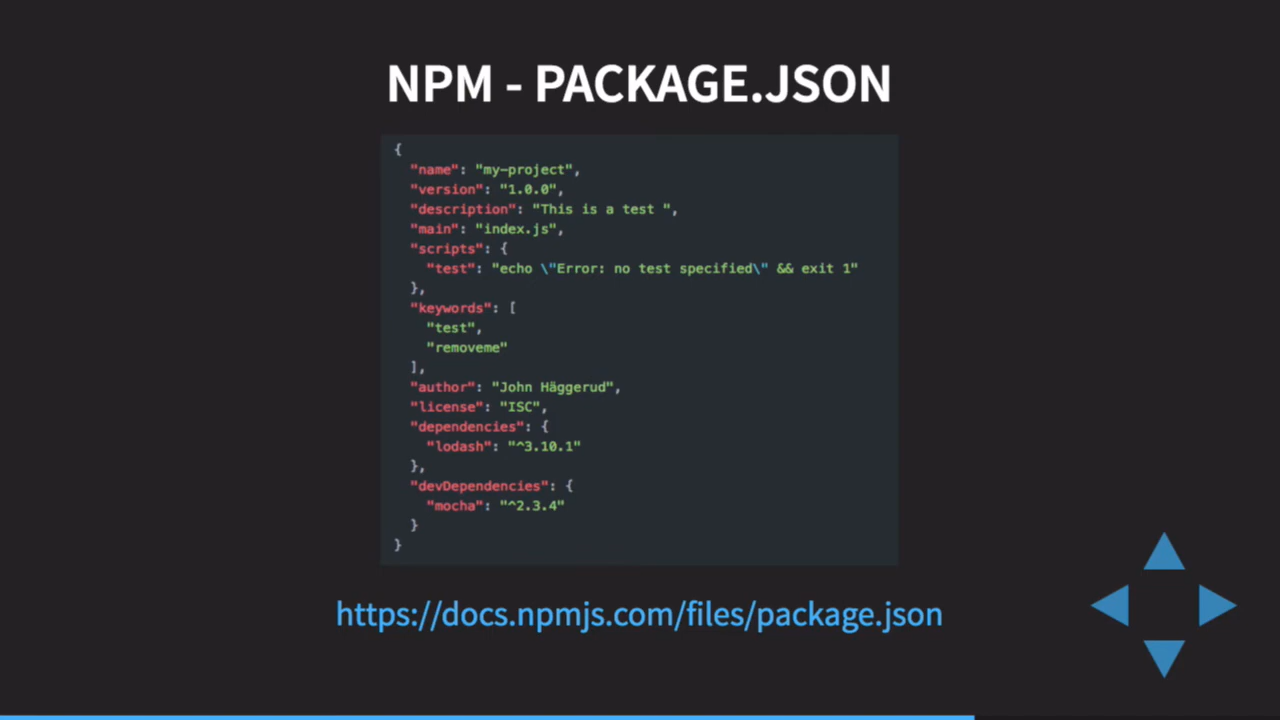 NPM - PACKAGE.JSON
{
  "name": "my-project",
  "version": "1.0.0",
  "description": "This is a test ",
  "main": "index.js",
  "scripts": {
    "test": "echo \"Error: no test specified\" && exit 1"
  },
  "keywords": [
    "test",
    "removeme"
  ],
  "author": "John Häggerud",
  "license": "ISC",
  "dependencies": {
    "lodash": "^3.10.1"
  },
  "devDependencies": {
    "mocha": "^2.3.4"
  }
}
https://docs.npmjs.com/files/package.json